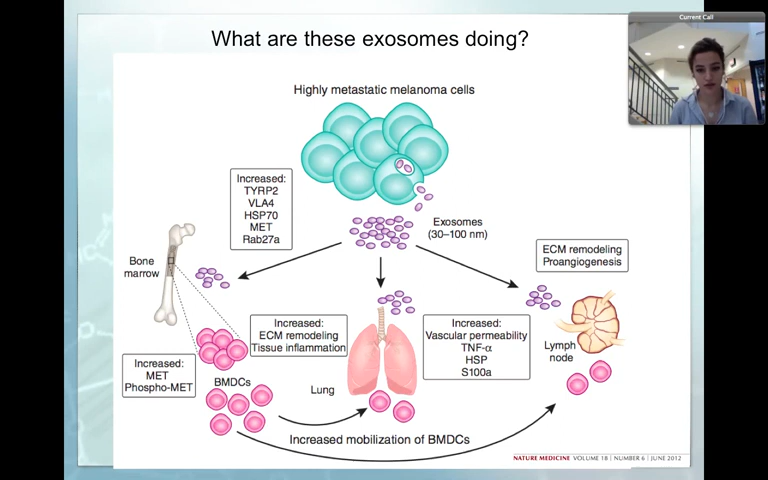 Current Call
What are these exosomes doing?
Highly metastatic melanoma cells
Increased:
TYRP2
VLA4
HSP70
MET
Rab27a
Exosomes
(30–100 nm)
ECM remodeling
Proangiogenesis
Bone
marrow
Increased:
ECM remodeling
Tissue inflammation
Increased:
Vascular permeability
TNF-α
HSP
S100a
Lymph
node
Increased:
MET
Phospho-MET
BMDCs
Lung
Increased mobilization of BMDCs
NATURE MEDICINE VOLUME 18 | NUMBER 6 | JUNE 2012